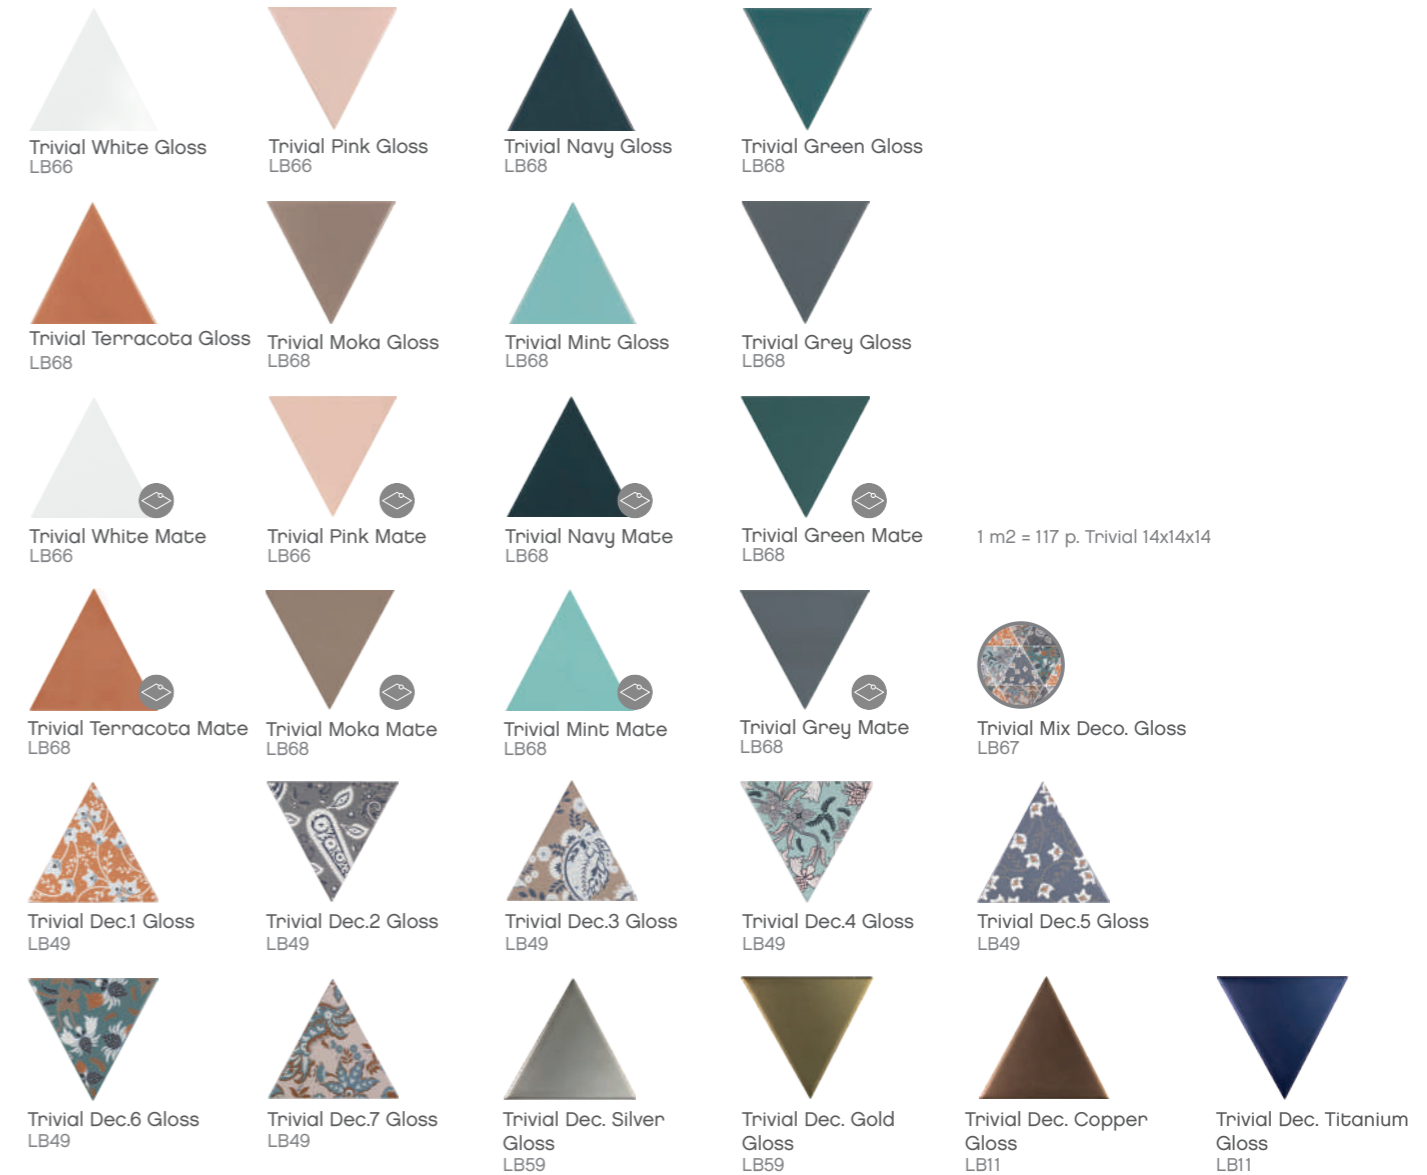 Trivial White Gloss
LB66
Trivial Pink Gloss
LB66
Trivial Navy Gloss
LB68
Trivial Green Gloss
LB68
Trivial Terracota Gloss
LB68
Trivial Moka Gloss
LB68
Trivial Mint Gloss
LB68
Trivial Grey Gloss
LB68
Trivial White Mate
LB66
Trivial Pink Mate
LB66
Trivial Navy Mate
LB68
Trivial Green Mate
LB68
1 m2 = 117 p. Trivial 14x14x14
Trivial Terracota Mate
LB68
Trivial Moka Mate
LB68
Trivial Mint Mate
LB68
Trivial Grey Mate
LB68
Trivial Mix Deco. Gloss
LB67
Trivial Dec.1 Gloss
LB49
Trivial Dec.2 Gloss
LB49
Trivial Dec.3 Gloss
LB49
Trivial Dec.4 Gloss
LB49
Trivial Dec.5 Gloss
LB49
Trivial Dec.6 Gloss
LB49
Trivial Dec.7 Gloss
LB49
Trivial Dec. Silver
Gloss
LB59
Trivial Dec. Gold
Gloss
LB59
Trivial Dec. Copper
Gloss
LB11
Trivial Dec. Titanium
Gloss
LB11